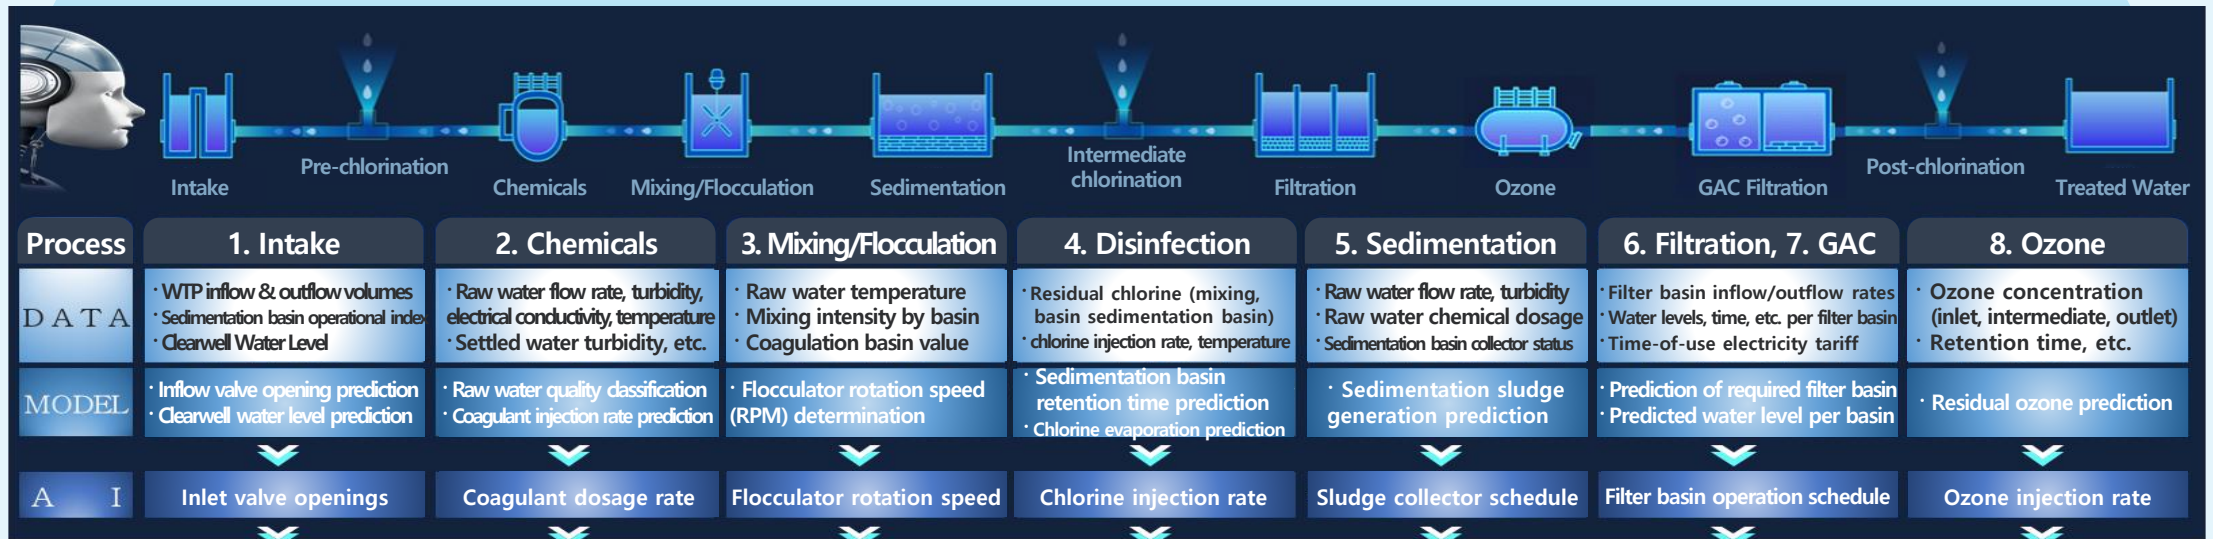 Pre-chlorination
Intermediate
chlorination
Post-chlorination
Intake
Chemicals
Mixing/Flocculation
Sedimentation
Filtration
Ozone
GAC Filtration
Treated Water
Process
1. Intake
2. Chemicals
3. Mixing/Flocculation
4. Disinfection
5. Sedimentation
6. Filtration, 7. GAC
8. Ozone
DATA
· WTP inflow & outflow volumes
· Sedimentation basin operational index
· Clearwell Water Level
· Raw water flow rate, turbidity,
electrical conductivity, temperature
· Settled water turbidity, etc.
· Raw water temperature
· Mixing intensity by basin
· Coagulation basin value
· Residual chlorine (mixing,
basin sedimentation basin)
· chlorine injection rate, temperature
· Raw water flow rate, turbidity
· Raw water chemical dosage
· Sedimentation basin collector status
· Filter basin inflow/outflow rates
· Water levels, time, etc. per filter basin
· Time-of-use electricity tariff
· Ozone concentration
(inlet, intermediate, outlet)
· Retention time, etc.
MODEL
· Inflow valve opening prediction
· Clearwell water level prediction
· Raw water quality classification
· Coagulant injection rate prediction
· Flocculator rotation speed
(RPM) determination
· Sedimentation basin
retention time prediction
· Chlorine evaporation prediction
· Sedimentation sludge
generation prediction
· Prediction of required filter basin
· Predicted water level per basin
· Residual ozone prediction
A I
Inlet valve openings
Coagulant dosage rate
Flocculator rotation speed
Chlorine injection rate
Sludge collector schedule
Filter basin operation schedule
Ozone injection rate